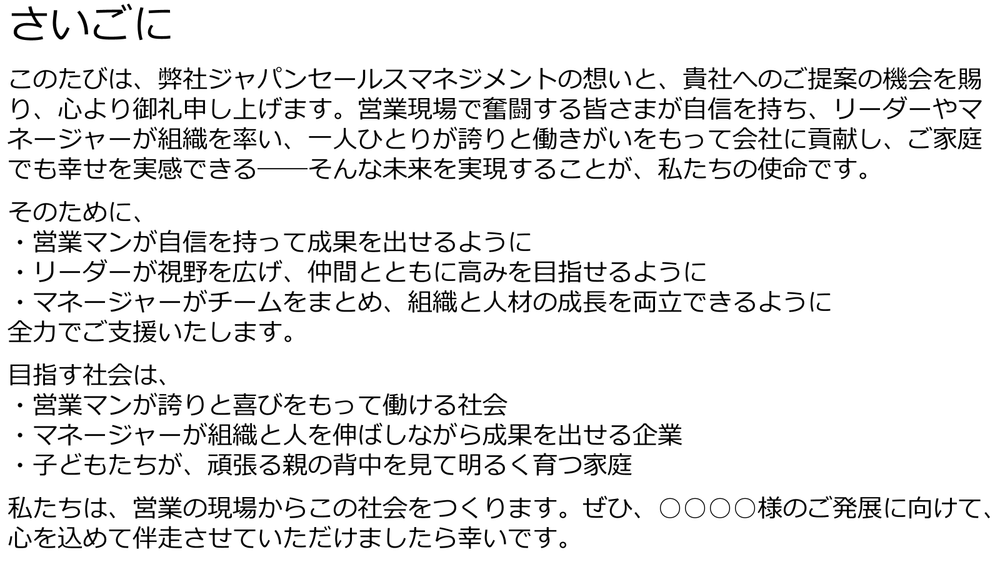 さいごに
このたびは、弊社ジャパンセールスマネジメントの想いと、貴社へのご提案の機会を賜
り、心より御礼申し上げます。営業現場で奮闘する皆さまが自信を持ち、リーダーやマ
ネージャーが組織を率い、一人ひとりが誇りと働きがいをもって会社に貢献し、ご家庭
でも幸せを実感できる――そんな未来を実現することが、私たちの使命です。
そのために、
・営業マンが自信を持って成果を出せるように
・リーダーが視野を広げ、仲間とともに高みを目指せるように
・マネージャーがチームをまとめ、組織と人材の成長を両立できるように
全力でご支援いたします。
目指す社会は、
・営業マンが誇りと喜びをもって働ける社会
・マネージャーが組織と人を伸ばしながら成果を出せる企業
・子どもたちが、頑張る親の背中を見て明るく育つ家庭
私たちは、営業の現場からこの社会をつくります。ぜひ、〇〇〇〇様のご発展に向けて、
心を込めて伴走させていただけましたら幸いです。